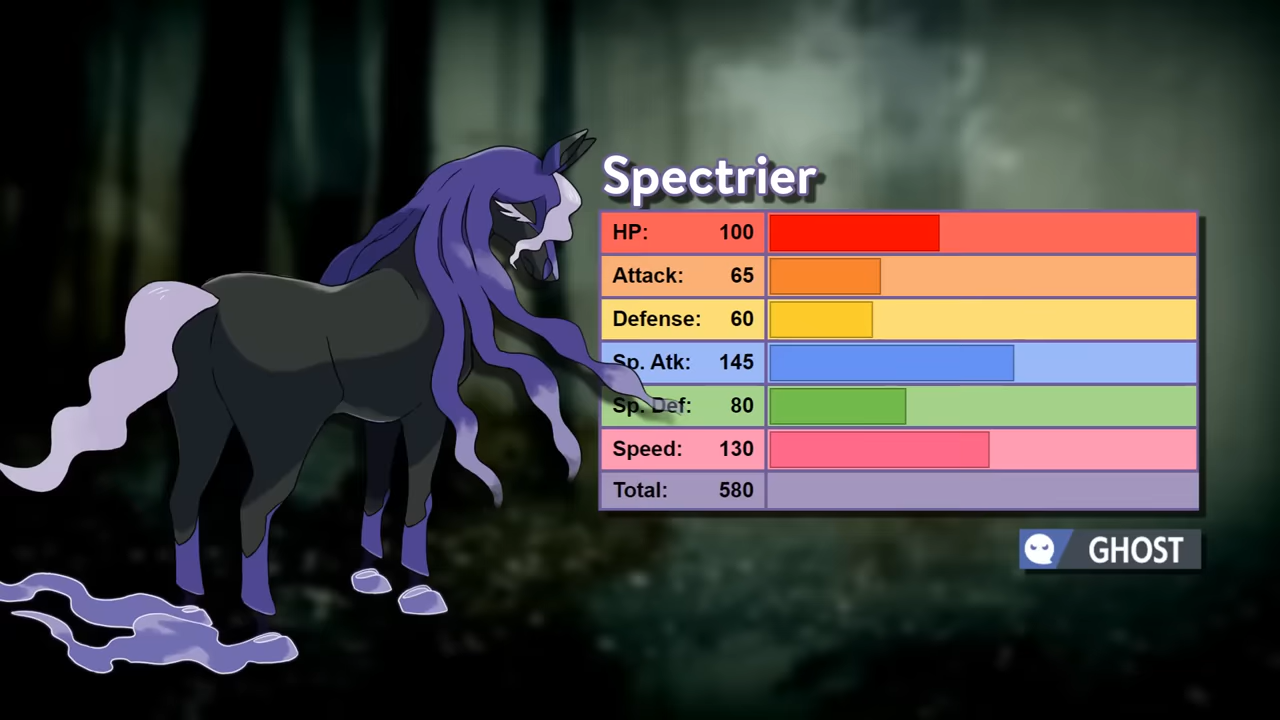 Spectrier
HP: 100
Attack: 65
Defense: 60
Sp. Atk: 145
Sp. Def: 80
Speed: 130
Total: 580
GHOST